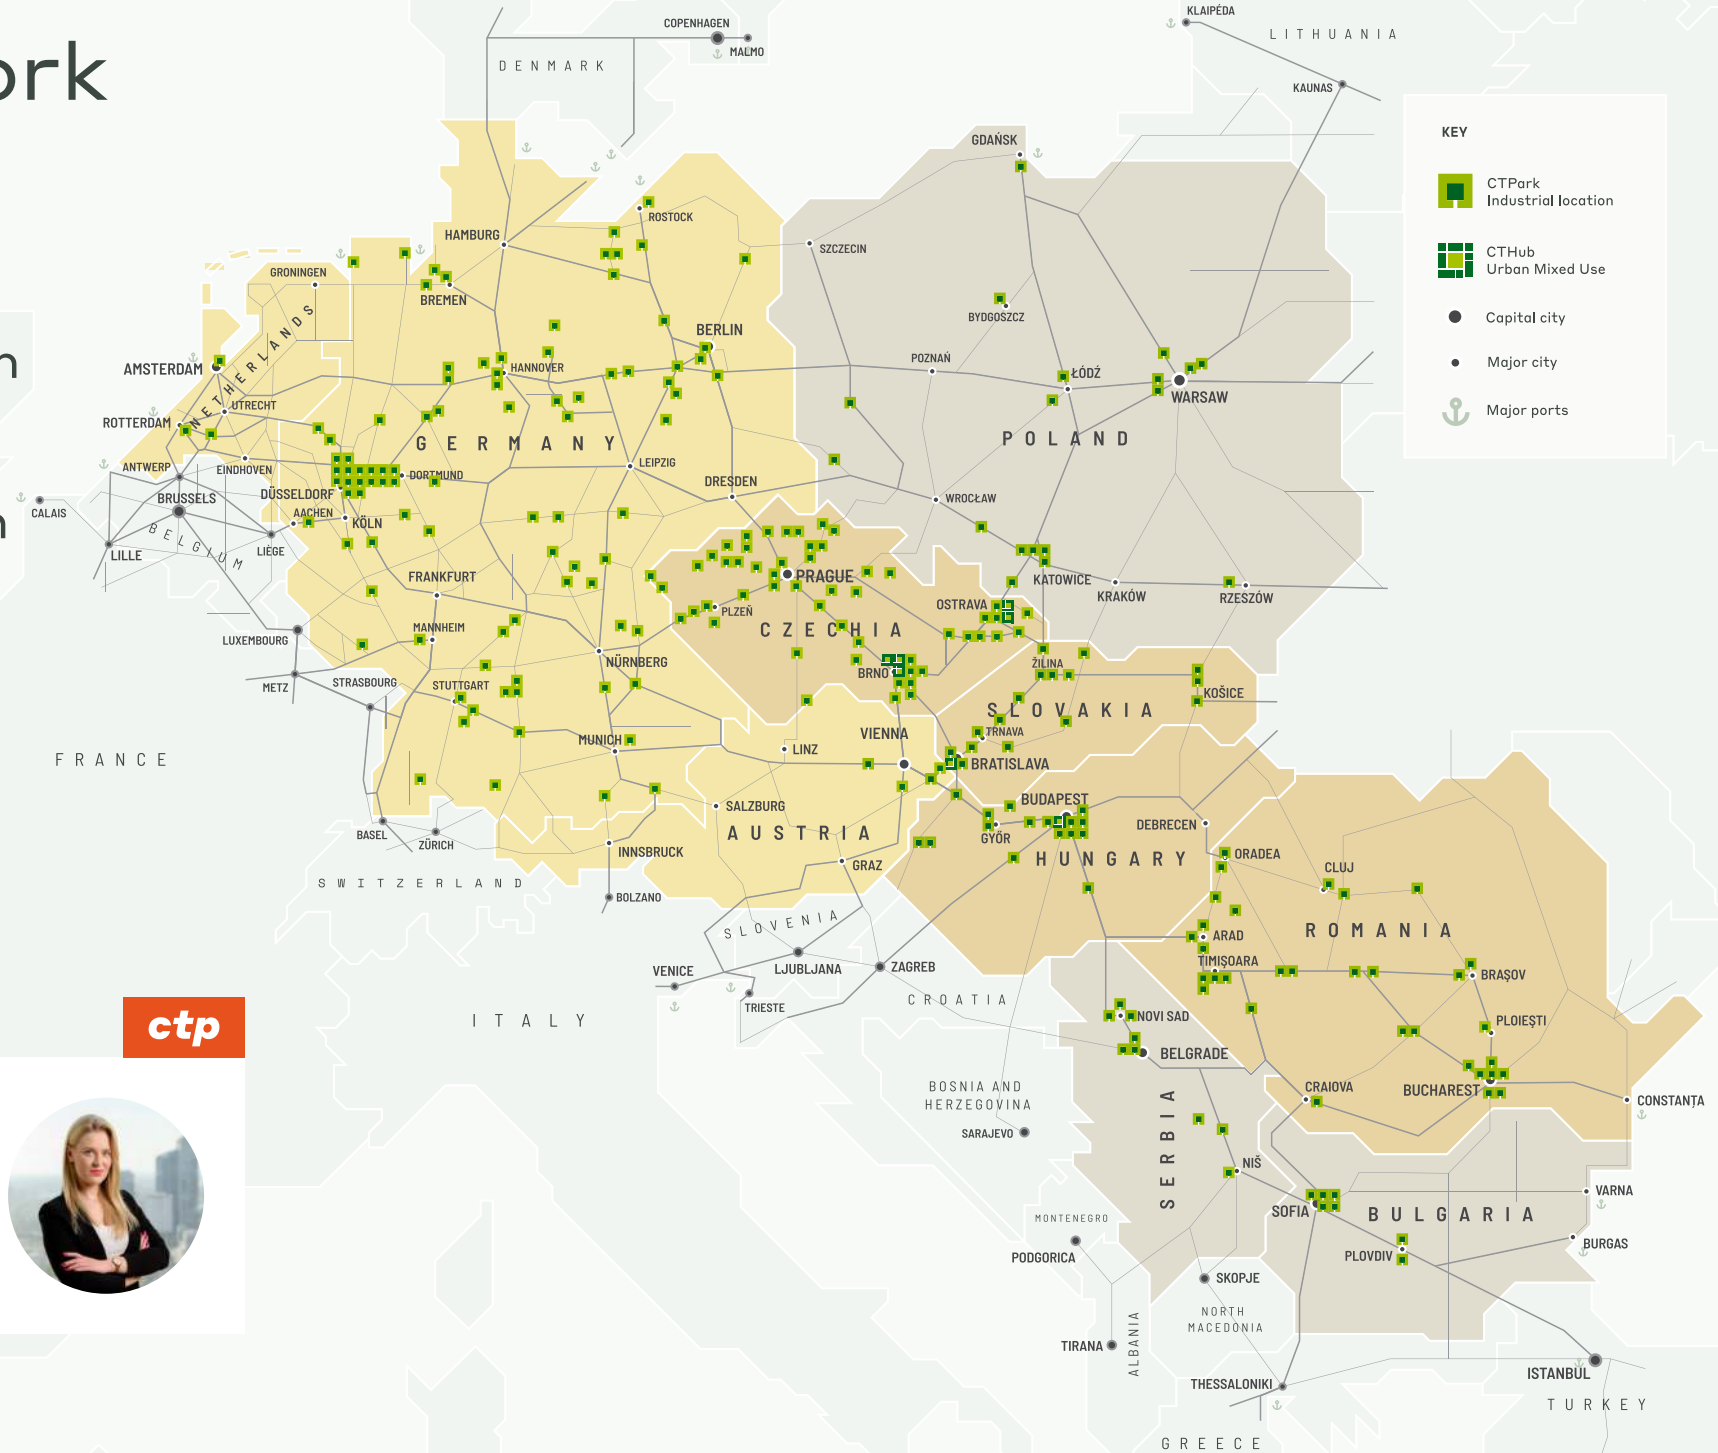 ork
n
n
COPENHAGEN
MALMO
DENMARK
KLAIPĖDA
LITHUANIA
KAUNAS
KEY
CTPark
Industrial location
CTHub
Urban Mixed Use
Capital city
Major city
Major ports
GDAŃSK
ROSTOCK
HAMBURG
SZCZECIN
GRONINGEN
BREMEN
BYDGOSZCZ
BERLIN
NETHERLANDS
AMSTERDAM
HANNOVER
POZNAŃ
ŁÓDŹ
WARSAW
UTRECHT
ROTTERDAM
GERMANY
POLAND
ANTWERP
EINDHOVEN
DORTMUND
LEIPZIG
DRESDEN
DÜSSELDORF
BRUSSELS
WROCŁAW
CALAIS
AACHEN
KÖLN
BELGIUM
LILLE
LIÈGE
FRANKFURT
PRAGUE
KATOWICE
KRAKÓW
RZESZÓW
OSTRAVA
PLZEŇ
MANNHEIM
CZECHIA
LUXEMBOURG
NÜRNBERG
ŽILINA
BRNO
METZ
STRASBOURG
STUTTGART
KOŠICE
SLOVAKIA
TRNAVA
VIENNA
MUNICH
LINZ
FRANCE
BRATISLAVA
BUDAPEST
SALZBURG
BASEL
ZÜRICH
AUSTRIA
GYŐR
DEBRECEN
INNSBRUCK
HUNGARY
ORADEA
GRAZ
CLUJ
SWITZERLAND
BOLZANO
SLOVENIA
ROMANIA
ARAD
VENICE
LJUBLJANA
ZAGREB
TIMIŞOARA
BRAŞOV
TRIESTE
CROATIA
NOVI SAD
PLOIEŞTI
ITALY
ctp
BELGRADE
BOSNIA AND
HERZEGOVINA
CRAIOVA
BUCHAREST
CONSTANȚA
SARAJEVO
SERBIA
NIŠ
VARNA
MONTENEGRO
SOFIA
BULGARIA
PODGORICA
PLOVDIV
BURGAS
SKOPJE
NORTH
MACEDONIA
TIRANA
ALBANIA
ISTANBUL
THESSALONIKI
TURKEY
GREECE